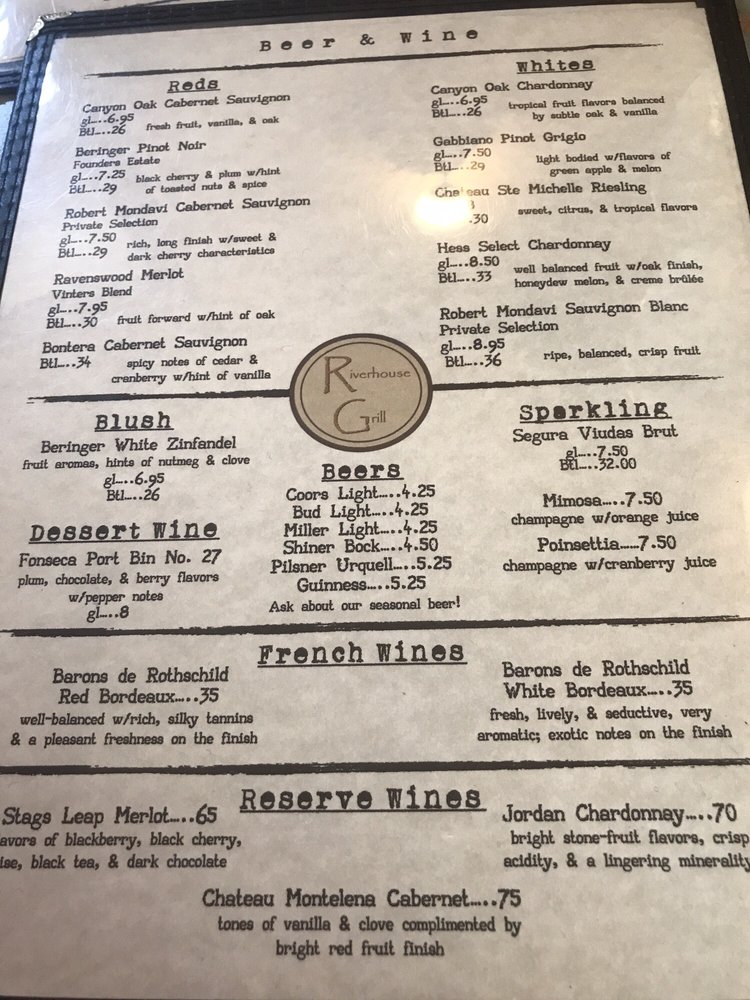 Beer & Wine
Reds
Canyon Oak Cabernet Sauvignon
gl....6.95
Btl....26
fresh fruit, vanilla, & oak
Beringer Pinot Noir
Founders Estate
gl....7.25
Btl....29
black cherry & plum w/hint
of toasted nuts & spice
Robert Mondavi Cabernet Sauvignon
Private Selection
gl....7.50
Btl....29
rich, long finish w/sweet &
dark cherry characteristics
Ravenswood Merlot
Vinters Blend
gl....7.95
Btl....30
fruit forward w/hint of oak
Bontera Cabernet Sauvignon
Btl....34
spicy notes of cedar &
cranberry w/hint of vanilla
Whites
Canyon Oak Chardonnay
gl....6.95
Btl....26
tropical fruit flavors balanced
by subtle oak & vanilla
Gabbiano Pinot Grigio
gl....7.50
Btl....29
light bodied w/flavors of
green apple & melon
Chateau Ste Michelle Riesling
.30
sweet, citrus, & tropical flavors
Hess Select Chardonnay
gl....8.50
Btl....33
well balanced fruit w/oak finish,
honeydew melon, & creme brûlée
Robert Mondavi Sauvignon Blanc
Private Selection
gl....8.95
Btl....36
ripe, balanced, crisp fruit
Riverhouse
Grill
Blush
Beringer White Zinfandel
fruit aromas, hints of nutmeg & clove
gl....6.95
Btl....26
Dessert Wine
Fonseca Port Bin No. 27
plum, chocolate, & berry flavors
w/pepper notes
gl....8
Beers
Coors Light.....4.25
Bud Light.....4.25
Miller Light.....4.25
Shiner Bock.....4.50
Pilsner Urquell.....5.25
Guinness.....5.25
Ask about our seasonal beer!
Sparkling
Segura Viudas Brut
gl....7.50
Btl....32.00
Mimosa.....7.50
champagne w/orange juice
Poinsettia......7.50
champagne w/cranberry juice
French Wines
Barons de Rothschild
Red Bordeaux.....35
well-balanced w/rich, silky tannins
& a pleasant freshness on the finish
Barons de Rothschild
White Bordeaux.....35
fresh, lively, & seductive, very
aromatic; exotic notes on the finish
Reserve Wines
Stags Leap Merlot.....65
avors of blackberry, black cherry,
ise, black tea, & dark chocolate
Jordan Chardonnay.....70
bright stone-fruit flavors, crisp
acidity, & a lingering minerality
Chateau Montelena Cabernet.....75
tones of vanilla & clove complimented by
bright red fruit finish